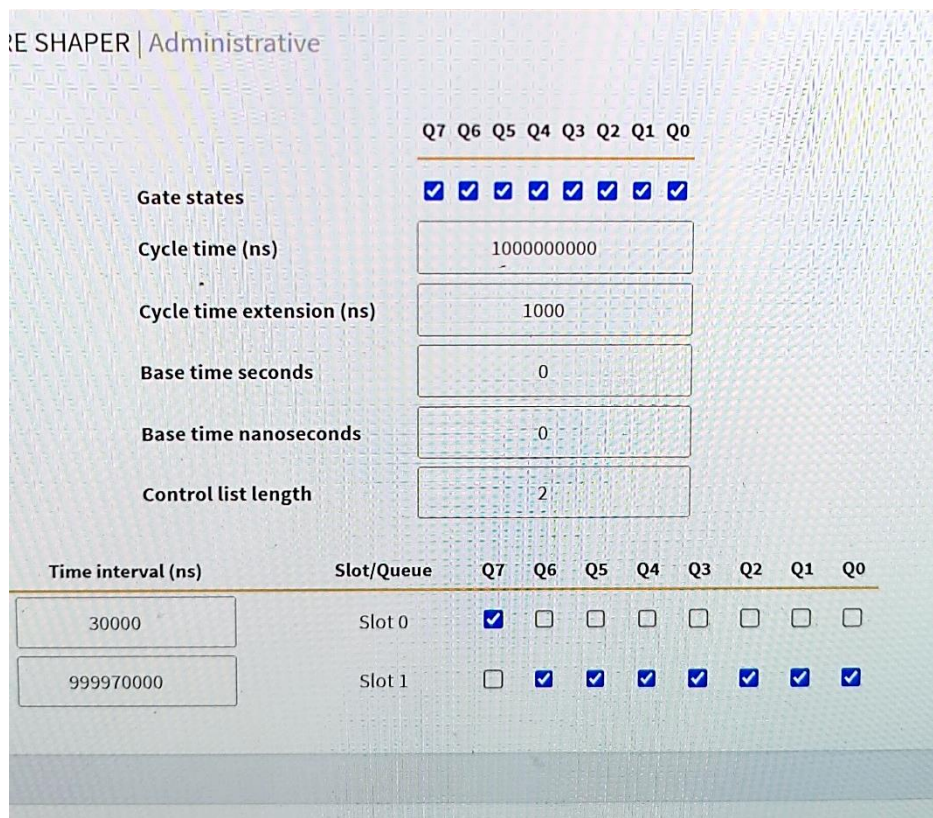 RE SHAPER | Administrative
Q7 Q6 Q5 Q4 Q3 Q2 Q1 Q0
Gate states
Cycle time (ns) 1000000000
Cycle time extension (ns) 1000
Base time seconds 0
Base time nanoseconds 0
Control list length 2
Time interval (ns) Slot/Queue Q7 Q6 Q5 Q4 Q3 Q2 Q1 Q0
30000 Slot 0
999970000 Slot 1